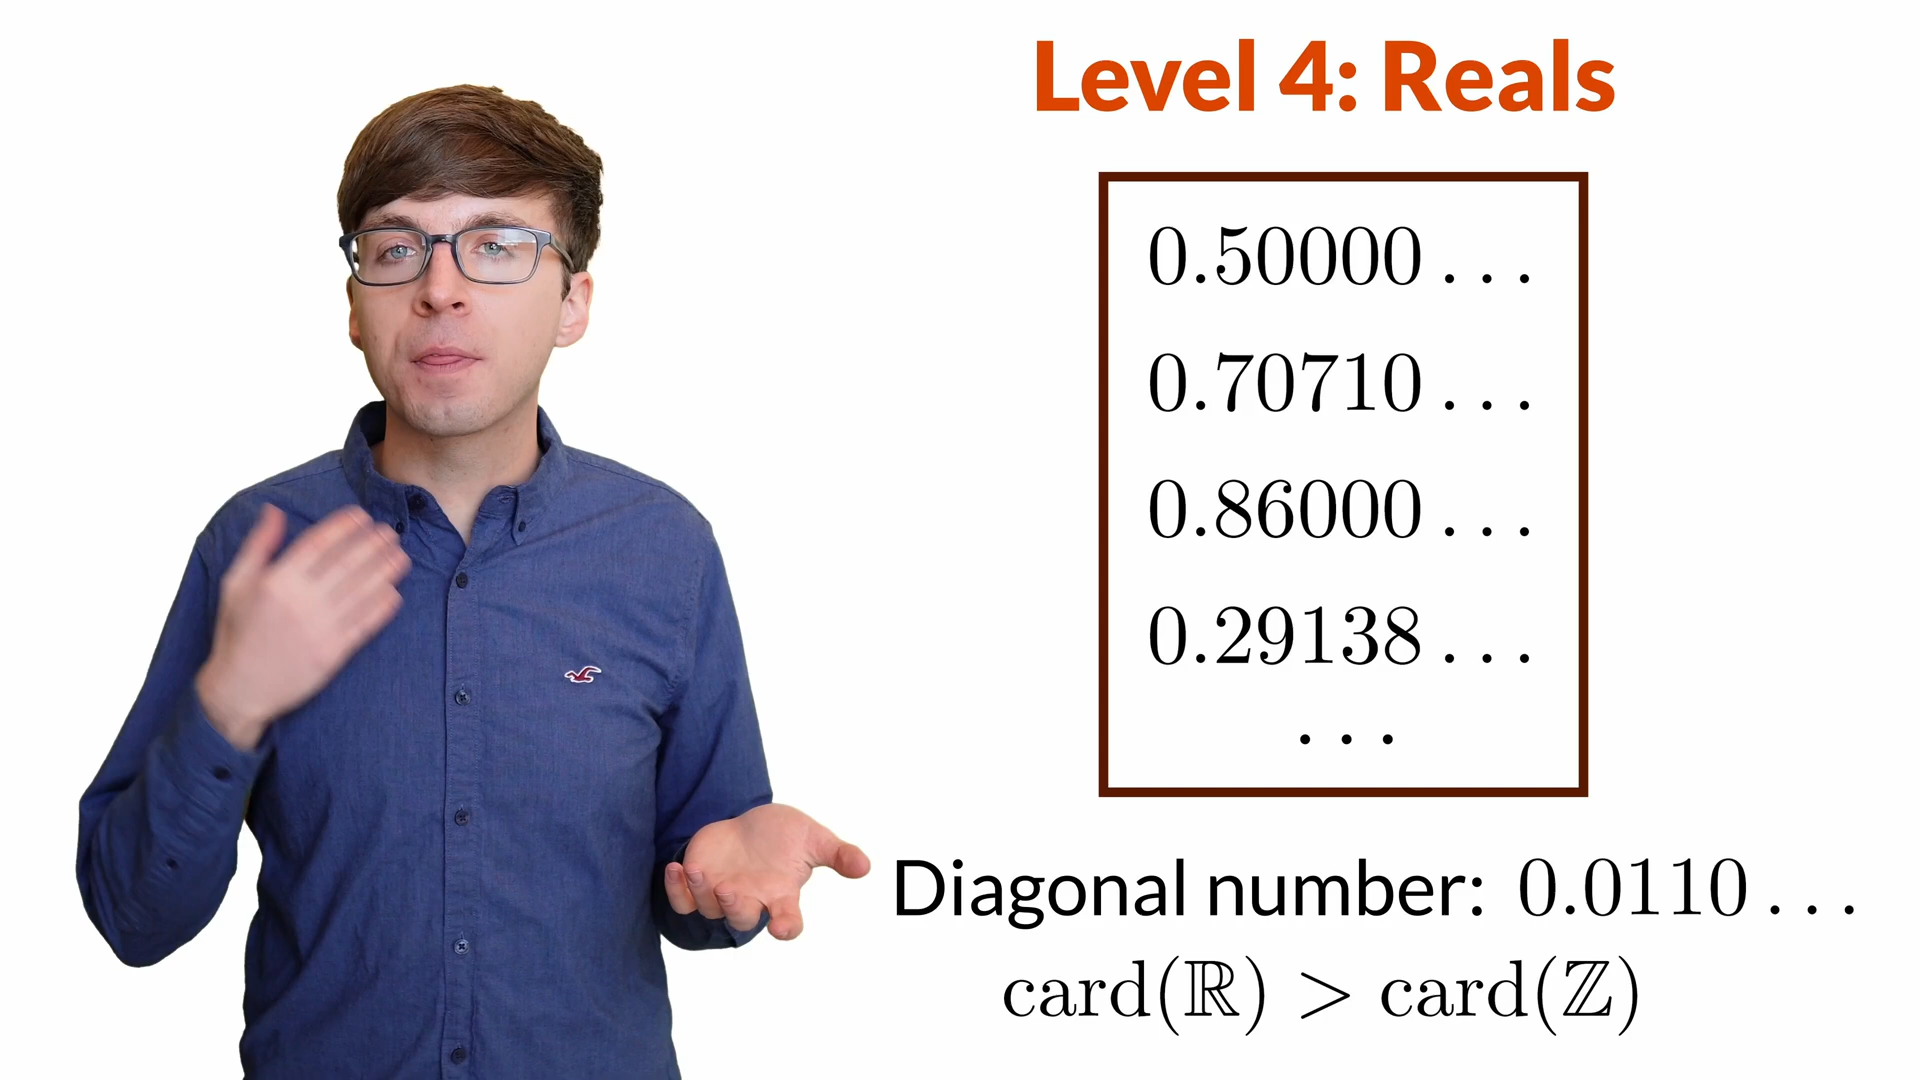 Level 4: Reals
0.50000...
0.70710...
0.86000...
0.29138...
...
Diagonal number: 0.0110...
card(ℝ) > card(ℤ)